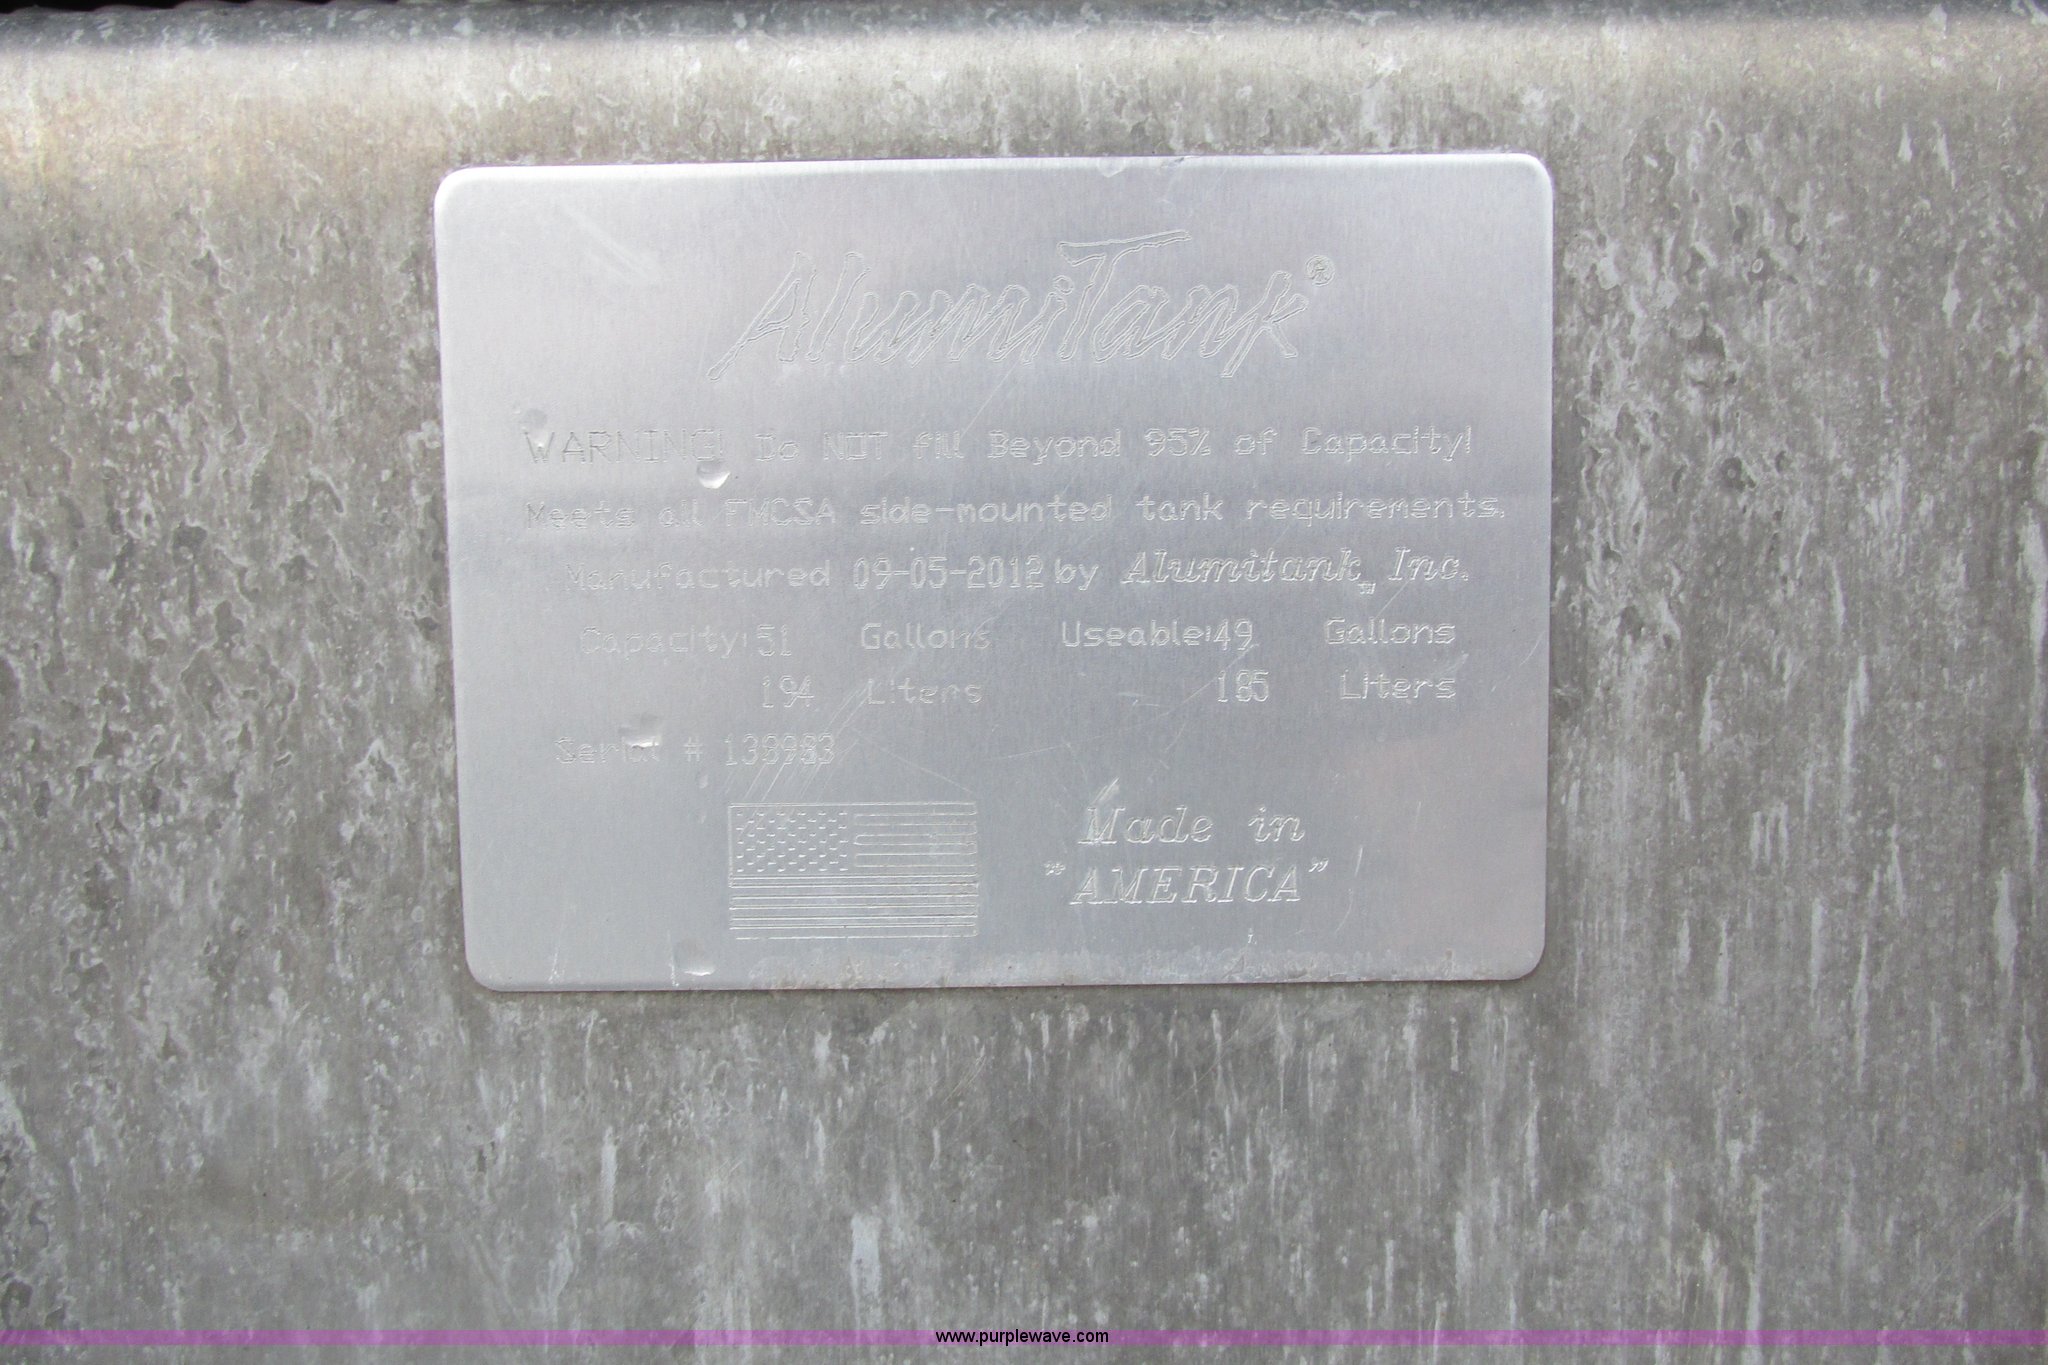 AlumiTank®
WARNING! Do NOT fill Beyond 95% of Capacity!
Meets all FMCSA side-mounted tank requirements.
Manufactured 09-05-2012 by Alumitank, Inc.
Capacity: 51 Gallons Useable: 49 Gallons
194 Liters 185 Liters
Serial # 138983
Made in
"AMERICA"
www.purplewave.com